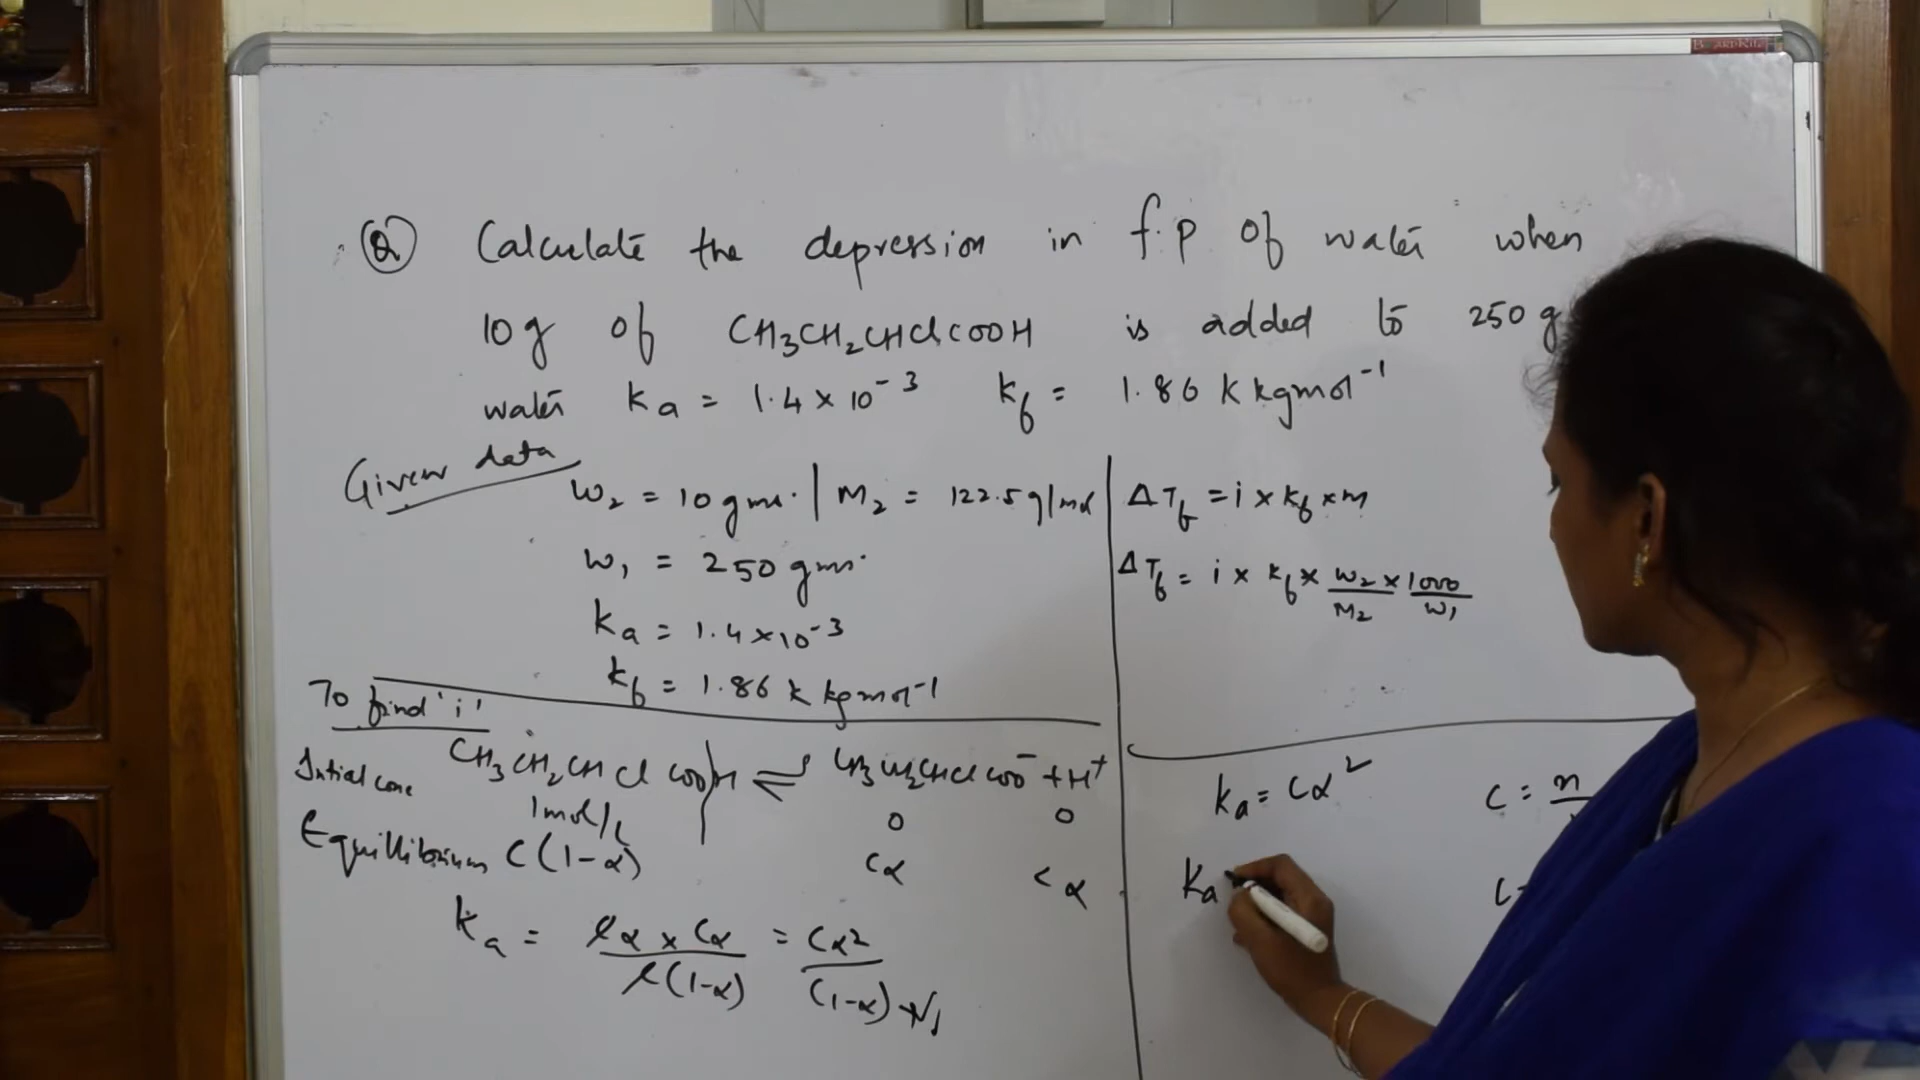 Q Calculate the depression in f.p of water when
10g of CH3CH2CHClCOOH is added to 250 g
water ka = 1.4 × 10⁻³ kf = 1.86 K kgmol⁻¹
Given data
W2 = 10 gms. | M2 = 122.5 g/mol
W1 = 250 gms.
ka = 1.4×10⁻³
kf = 1.86 k kgmol⁻¹
ΔTf = i × kf × m
ΔTf = i × kf × W2/M2 × 1000/W1
To find 'i'
CH3CH2CHClCOOH ⇌ CH3CH2CHClCOO⁻ + H⁺
Initial conc 1mol/L 0 0
Equillibrium C(1-α) Cα Cα
ka = Cα × Cα / C(1-α) = Cα² / (1-α)
ka = Cα² C = n
Ka